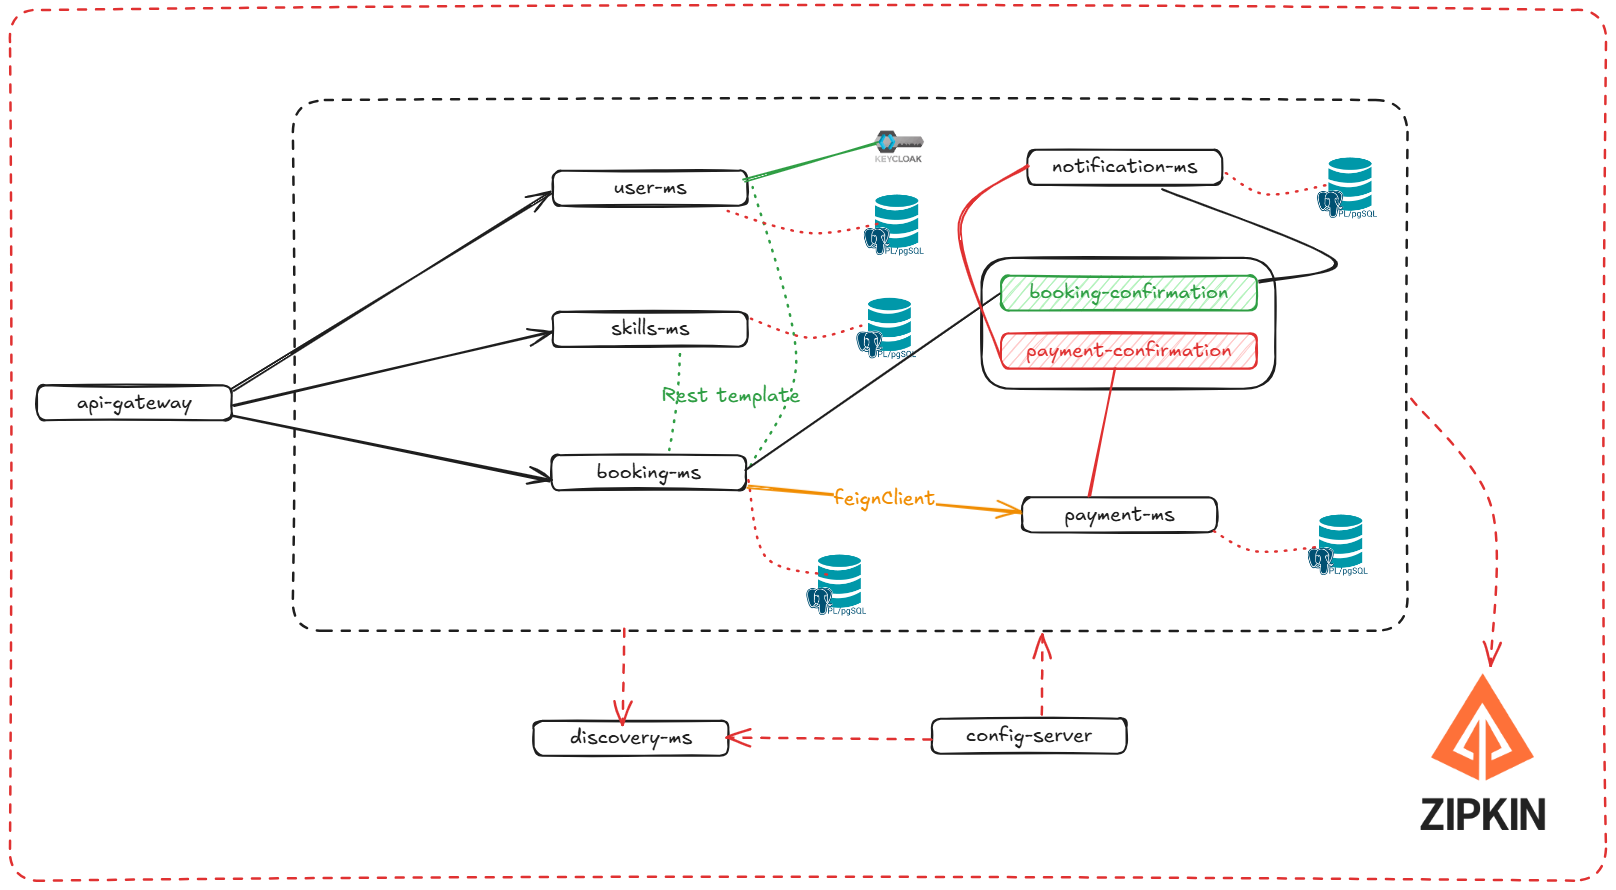 KEYCLOAK
notification-ms
user-ms
PL/pgSQL
PL/pgSQL
booking-confirmation
skills-ms
PL/pgSQL
payment-confirmation
api-gateway
Rest template
booking-ms
feignClient
payment-ms
PL/pgSQL
PL/pgSQL
discovery-ms
config-server
ZIPKIN